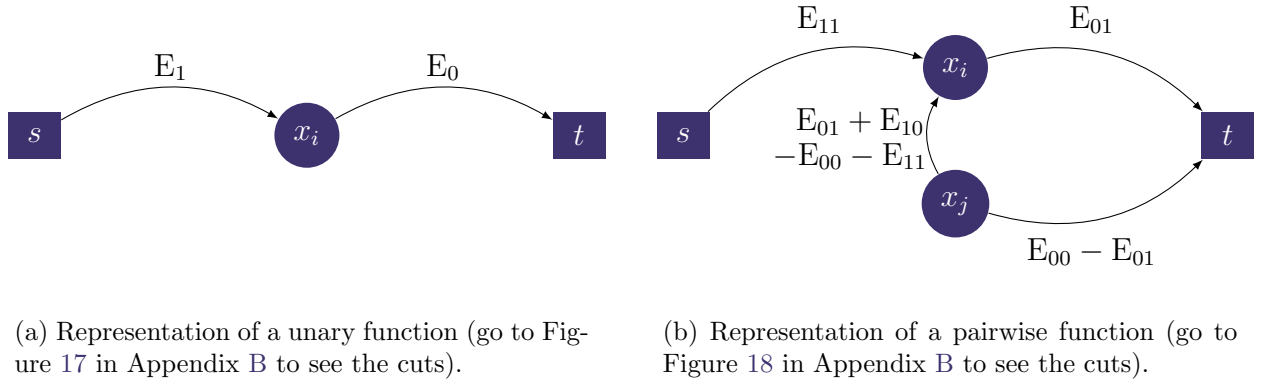 E₁
E₀
s
xᵢ
t
(a) Representation of a unary function (go to Fig-
ure 17 in Appendix B to see the cuts).
E₁₁
E₀₁
xᵢ
s
E₀₁ + E₁₀
−E₀₀ − E₁₁
t
xⱼ
E₀₀ − E₀₁
(b) Representation of a pairwise function (go to
Figure 18 in Appendix B to see the cuts).